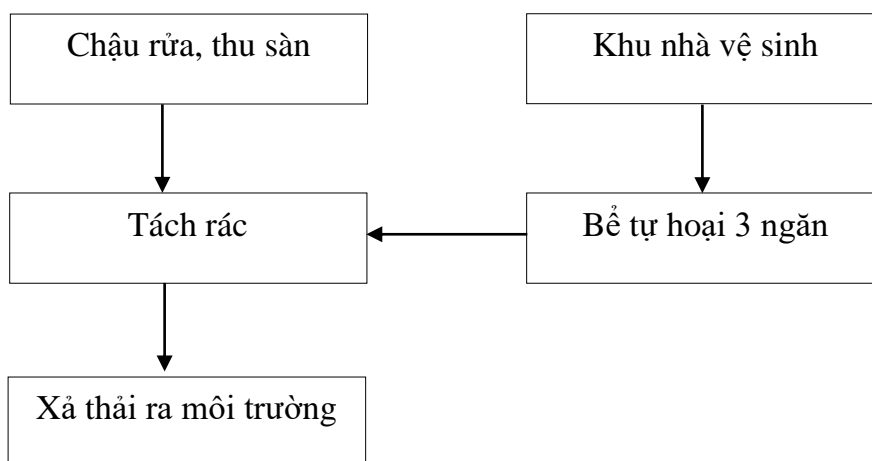 Chậu rửa, thu sàn
Khu nhà vệ sinh
Tách rác
Bể tự hoại 3 ngăn
Xả thải ra môi trường